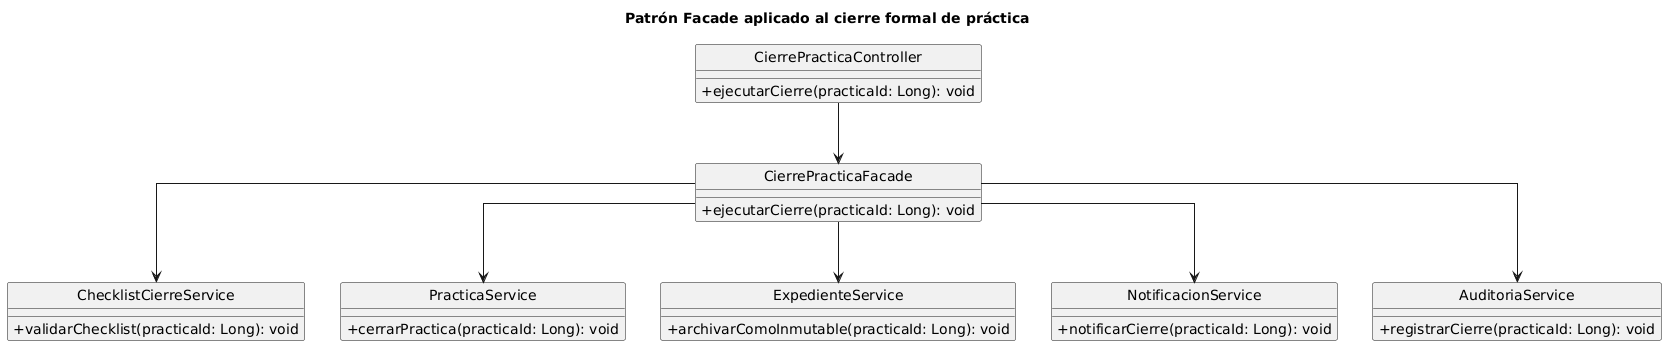 Patrón Facade aplicado al cierre formal de práctica
CierrePracticaController
+ejecutarCierre(practicaId: Long): void
CierrePracticaFacade
+ejecutarCierre(practicaId: Long): void
ChecklistCierreService
+validarChecklist(practicaId: Long): void
PracticaService
+cerrarPractica(practicaId: Long): void
ExpedienteService
+archivarComoInmutable(practicaId: Long): void
NotificacionService
+notificarCierre(practicaId: Long): void
AuditoriaService
+registrarCierre(practicaId: Long): void